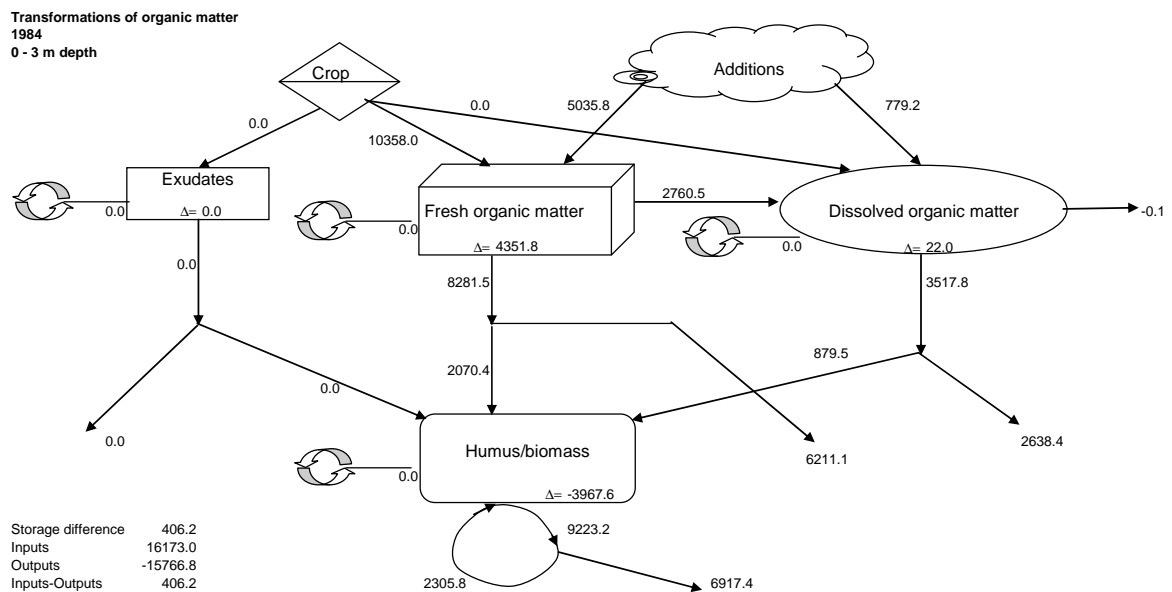 Transformations of organic matter
1984
0 - 3 m depth
Crop
Additions
0.0
5035.8
779.2
0.0
10358.0
Exudates
Δ= 0.0
0.0
Fresh organic matter
Δ= 4351.8
0.0
2760.5
Dissolved organic matter
Δ= 22.0
0.0
-0.1
0.0
8281.5
3517.8
879.5
2070.4
0.0
0.0
6211.1
2638.4
Humus/biomass
Δ= -3967.6
0.0
9223.2
2305.8
6917.4
Storage difference 406.2
Inputs 16173.0
Outputs -15766.8
Inputs-Outputs 406.2